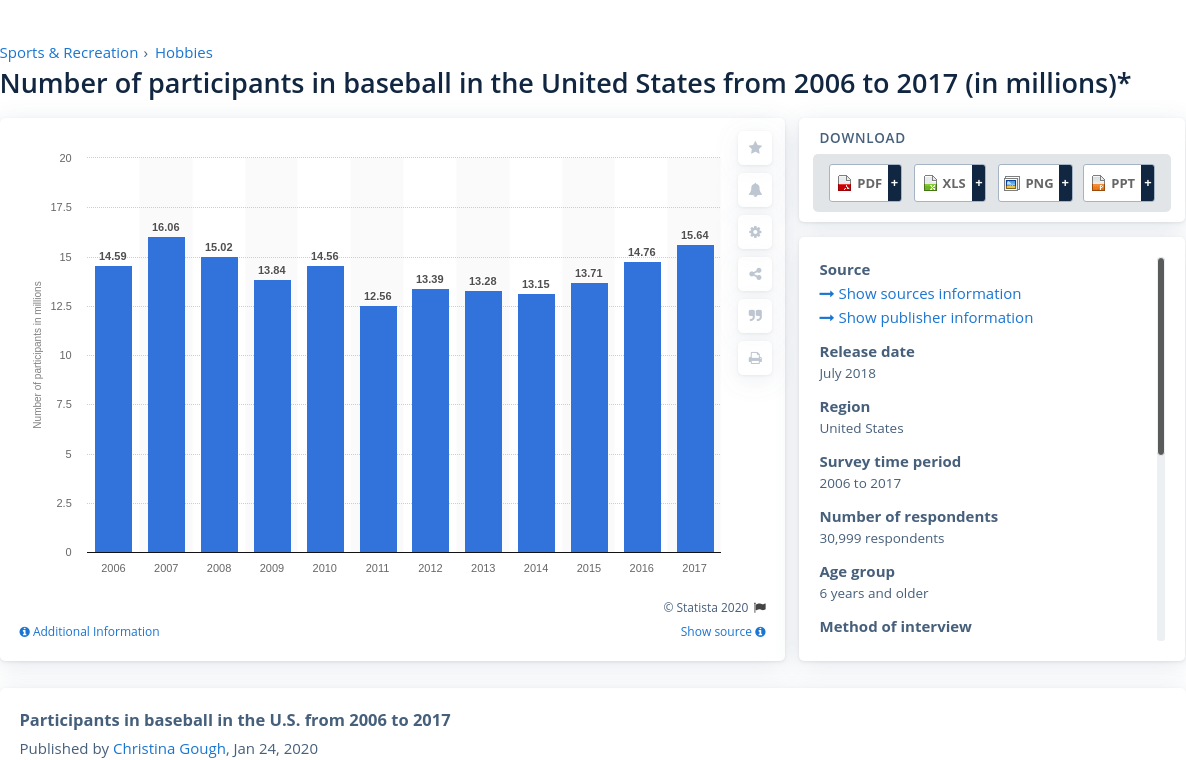 Sports & Recreation › Hobbies
Number of participants in baseball in the United States from 2006 to 2017 (in millions)*
Number of participants in millions
20
17.5
15
12.5
10
7.5
5
2.5
0
14.59
16.06
15.02
13.84
14.56
12.56
13.39
13.28
13.15
13.71
14.76
15.64
2006 2007 2008 2009 2010 2011 2012 2013 2014 2015 2016 2017
© Statista 2020
Additional Information
Show source
DOWNLOAD
PDF + XLS + PNG + PPT +
Source
Show sources information
Show publisher information
Release date
July 2018
Region
United States
Survey time period
2006 to 2017
Number of respondents
30,999 respondents
Age group
6 years and older
Method of interview
Participants in baseball in the U.S. from 2006 to 2017
Published by Christina Gough, Jan 24, 2020